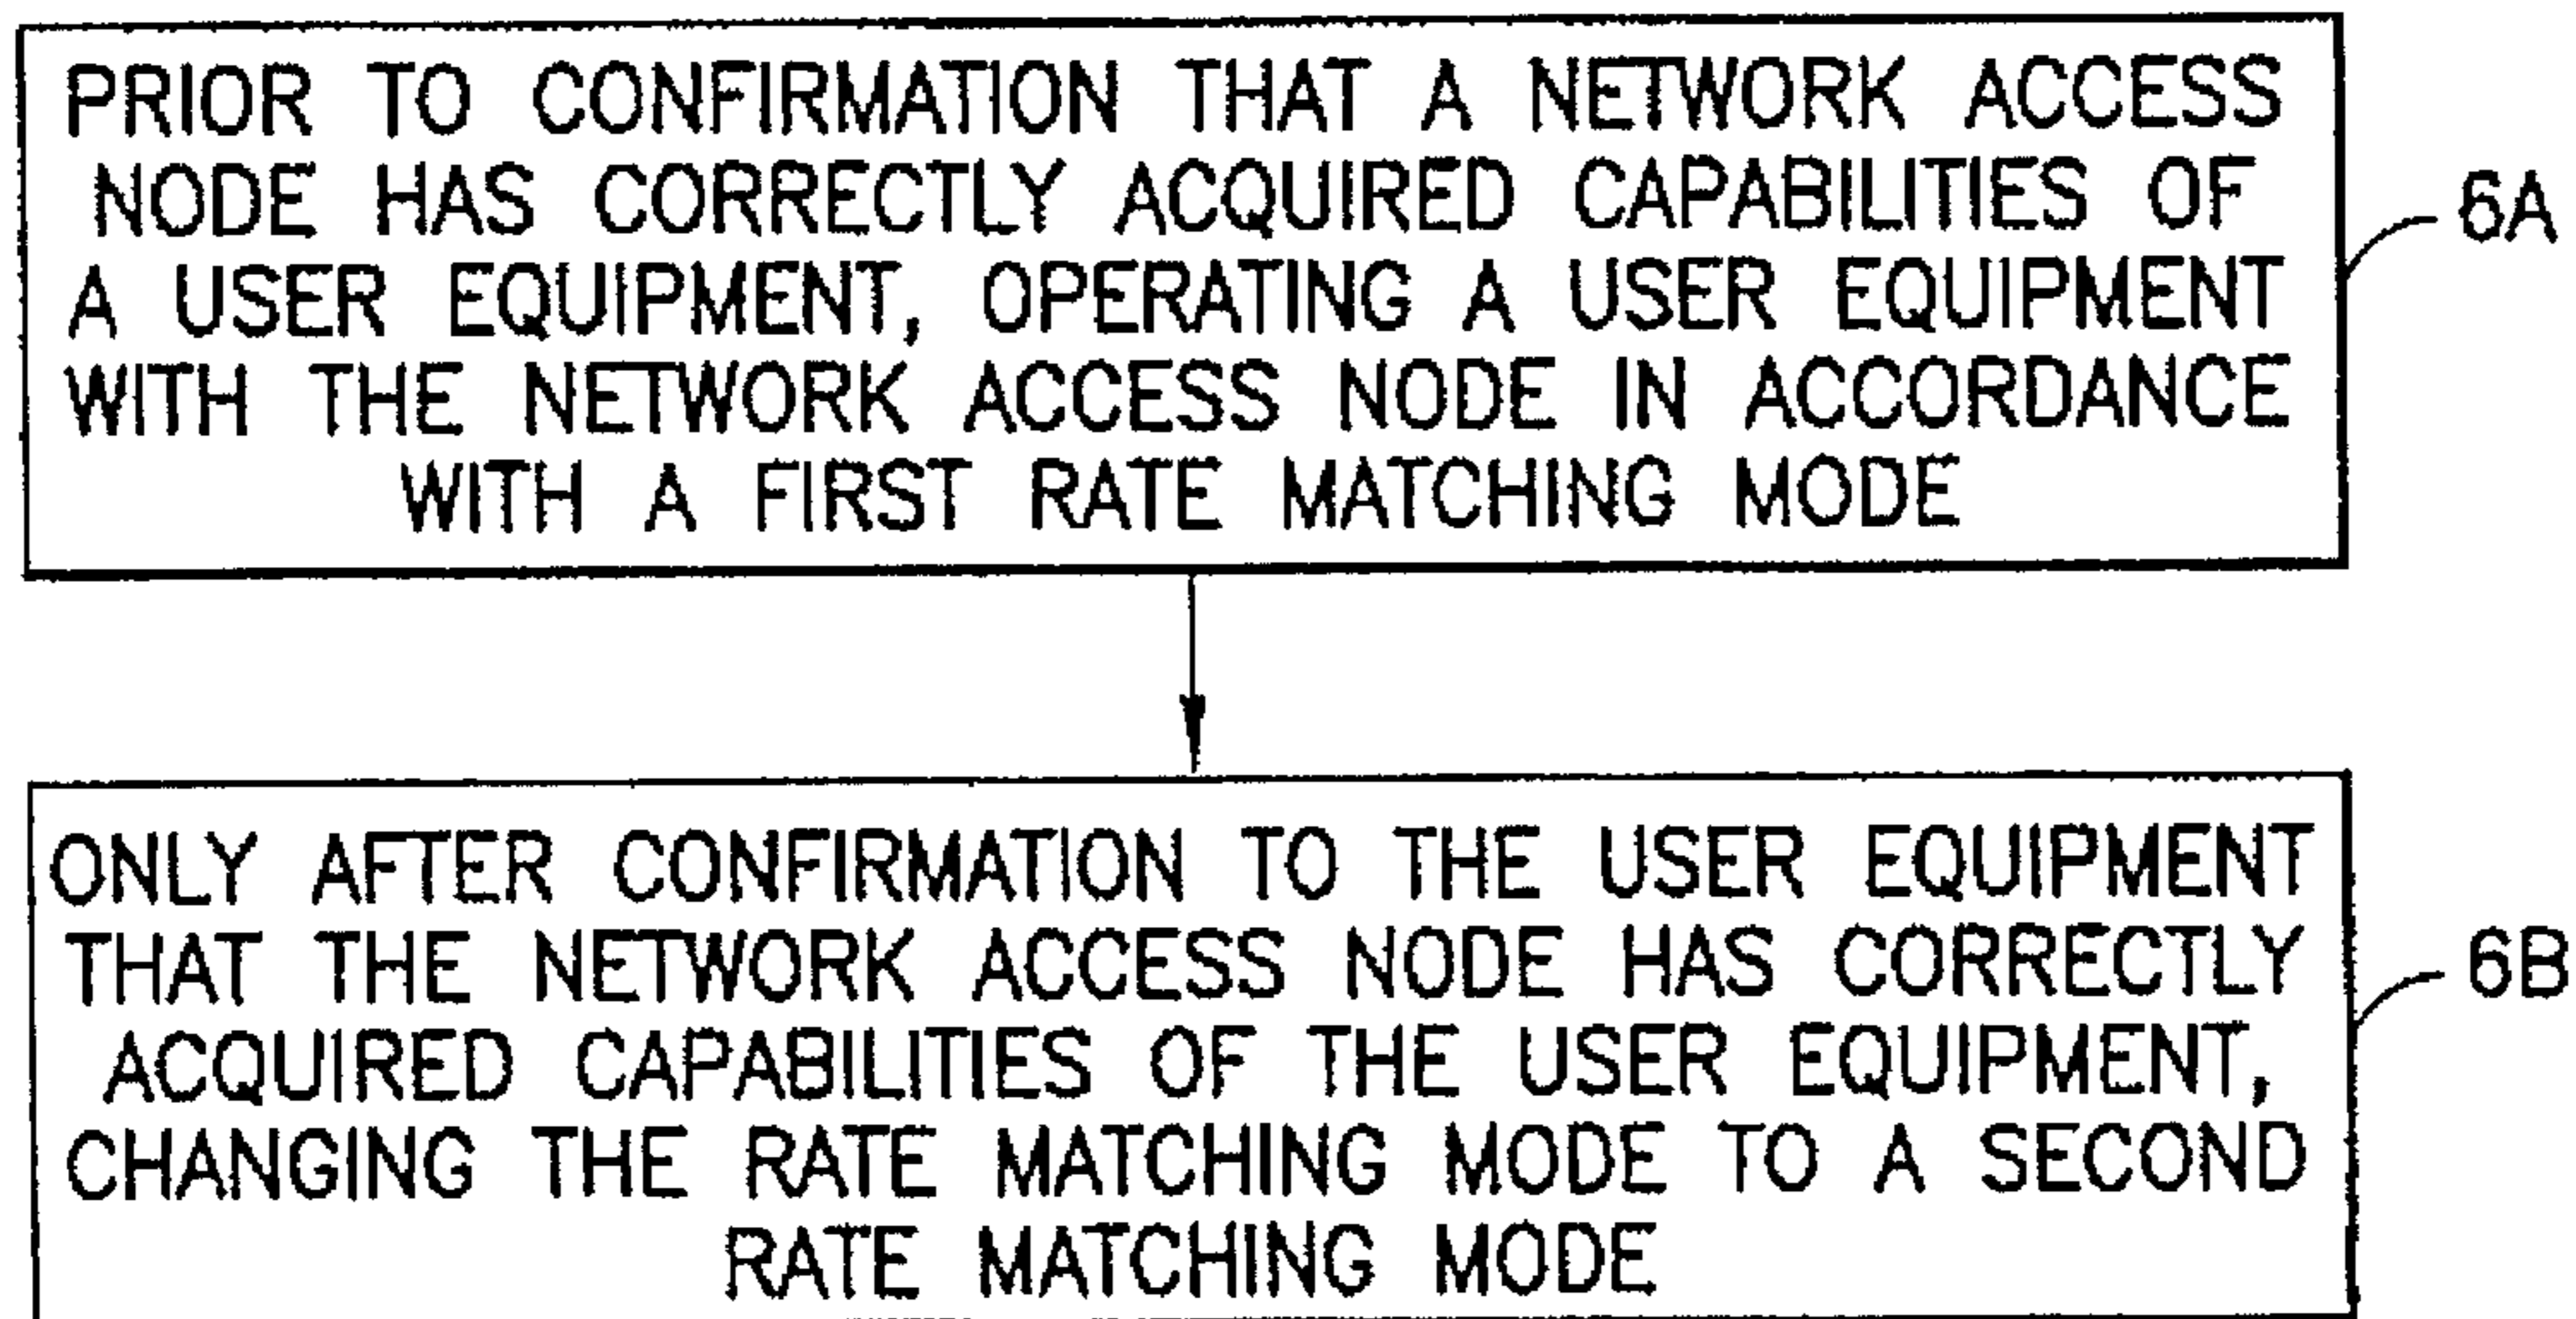 PRIOR TO CONFIRMATION THAT A NETWORK ACCESS
NODE HAS CORRECTLY ACQUIRED CAPABILITIES OF
A USER EQUIPMENT, OPERATING A USER EQUIPMENT
WITH THE NETWORK ACCESS NODE IN ACCORDANCE
WITH A FIRST RATE MATCHING MODE
6A
ONLY AFTER CONFIRMATION TO THE USER EQUIPMENT
THAT THE NETWORK ACCESS NODE HAS CORRECTLY
ACQUIRED CAPABILITIES OF THE USER EQUIPMENT,
CHANGING THE RATE MATCHING MODE TO A SECOND
RATE MATCHING MODE
6B